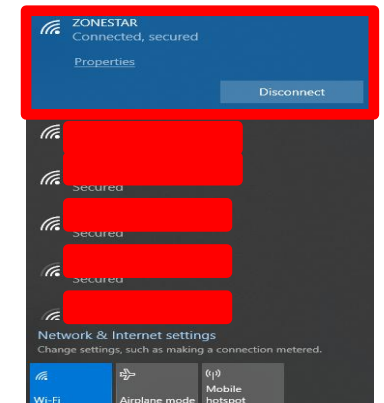 ZONESTAR
Connected, secured
Properties
Disconnect
Secured
Secured
Secured
Network & Internet settings
Change settings, such as making a connection metered.
Wi-Fi
Airplane mode
Mobile
hotspot